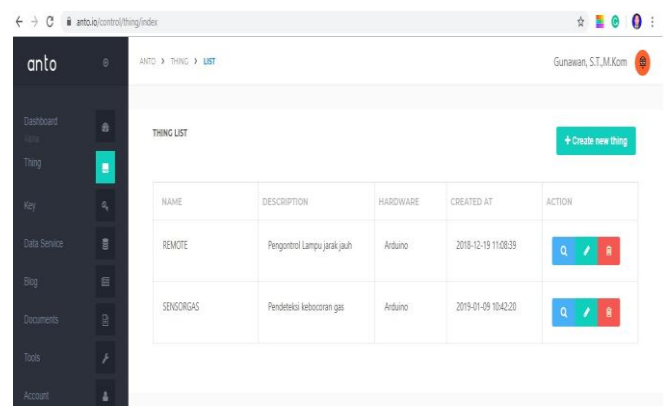 anto.io/control/thing/index
anto
ANTO > THING > LIST
Gunawan, S.T.,M.Kom
Dashboard
Alpha
Thing
Key
Data Service
Blog
Documents
Tools
Account
THING LIST
+ Create new thing
NAME DESCRIPTION HARDWARE CREATED AT ACTION
REMOTE Pengontrol Lampu jarak jauh Arduino 2018-12-19 11:08:39
SENSORGAS Pendeteksi kebocoran gas Arduino 2019-01-09 10:42:20